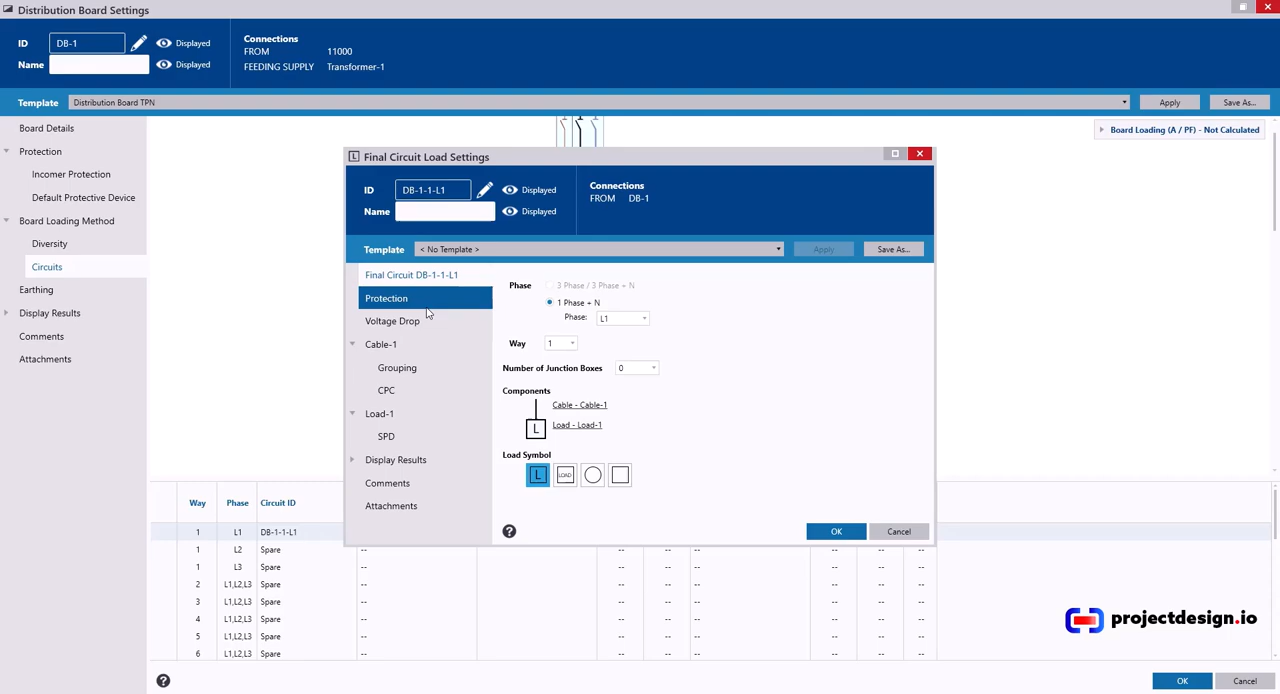 Distribution Board Settings
ID DB-1 Displayed
Name Displayed
Connections
FROM 11000
FEEDING SUPPLY Transformer-1
Template Distribution Board TPN Apply Save As...
Board Details
Protection
Incomer Protection
Default Protective Device
Board Loading Method
Diversity
Circuits
Earthing
Display Results
Comments
Attachments
Board Loading (A / PF) - Not Calculated
L Final Circuit Load Settings
ID DB-1-1-L1 Displayed
Name Displayed
Connections
FROM DB-1
Template < No Template > Apply Save As...
Final Circuit DB-1-1-L1
Protection
Voltage Drop
Cable-1
Grouping
CPC
Load-1
SPD
Display Results
Comments
Attachments
Phase 3 Phase / 3 Phase + N
1 Phase + N
Phase: L1
Way 1
Number of Junction Boxes 0
Components
Cable - Cable-1
L Load - Load-1
Load Symbol
L LOAD
? OK Cancel
Way Phase Circuit ID
1 L1 DB-1-1-L1
1 L2 Spare -- -- -- -- -- -- --
1 L3 Spare -- -- -- -- -- -- --
2 L1,L2,L3 Spare -- -- -- -- -- -- --
3 L1,L2,L3 Spare -- -- -- -- -- -- --
4 L1,L2,L3 Spare -- -- -- -- -- -- --
5 L1,L2,L3 Spare -- -- -- -- -- -- --
6 L1,L2,L3 Spare -- -- -- -- -- -- --
projectdesign.io
? OK Cancel